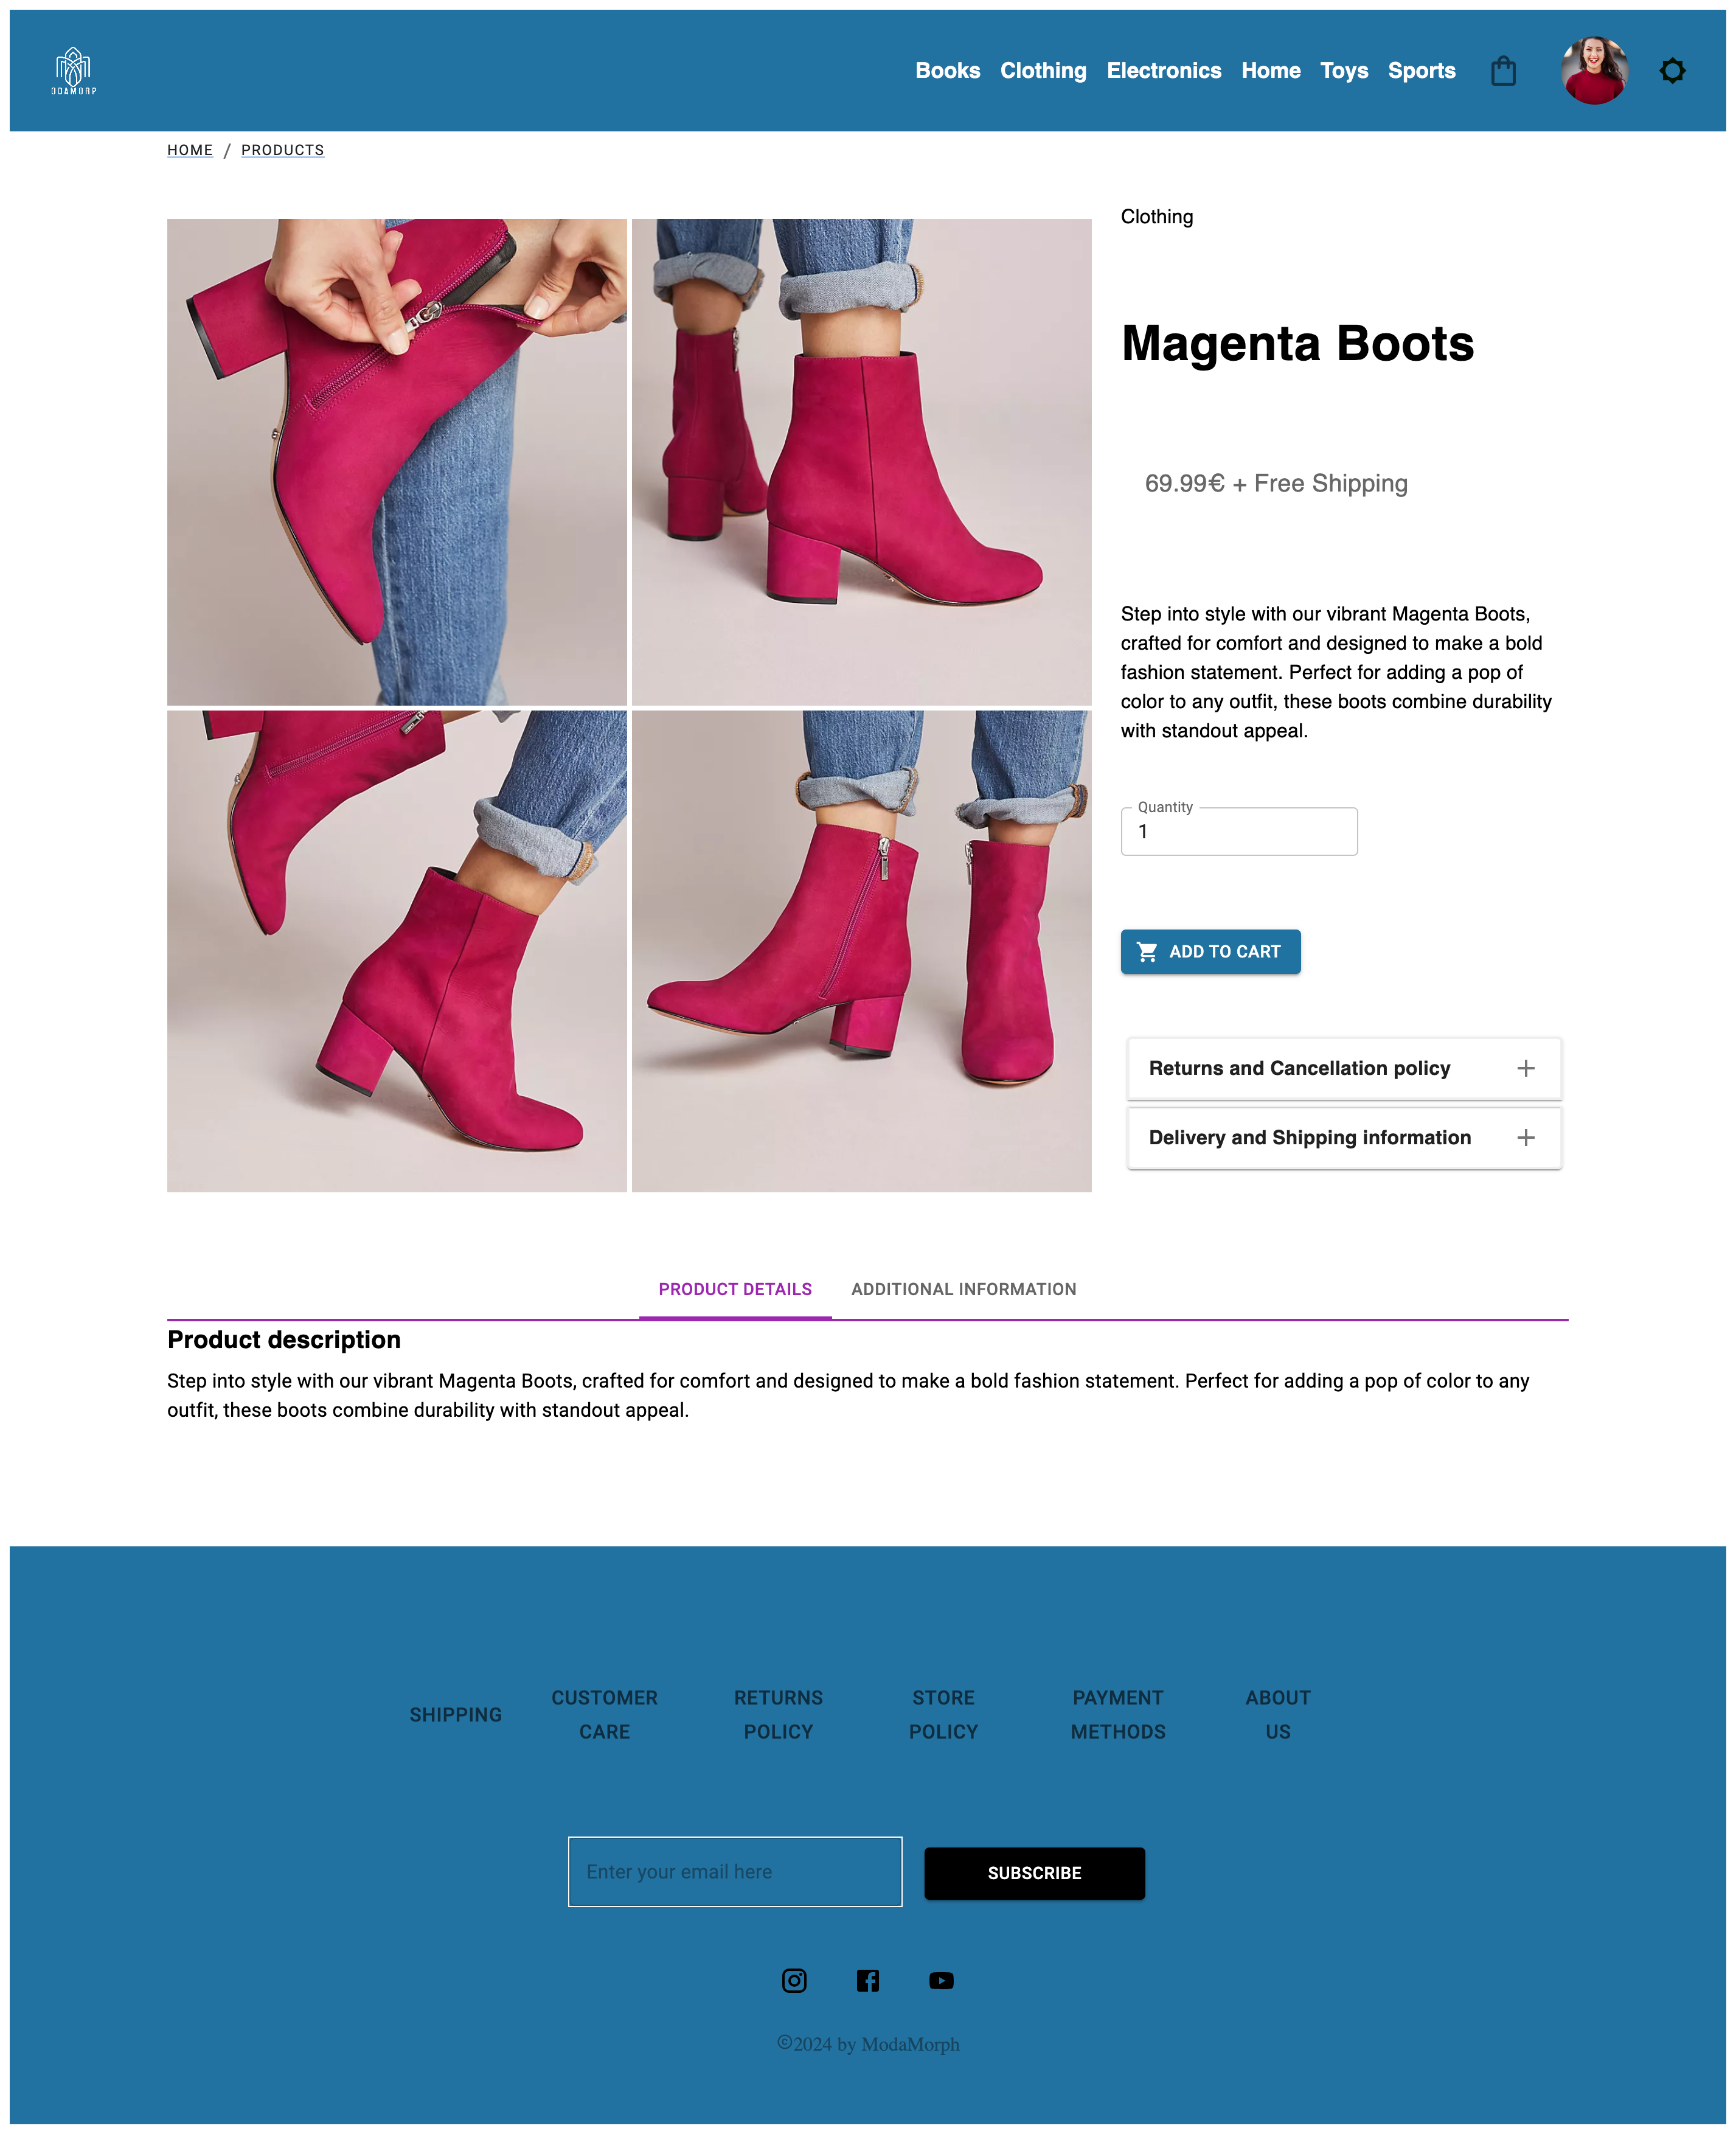 ODAMORP
Books Clothing Electronics Home Toys Sports
HOME / PRODUCTS
Clothing
Magenta Boots
69.99€ + Free Shipping
Step into style with our vibrant Magenta Boots,
crafted for comfort and designed to make a bold
fashion statement. Perfect for adding a pop of
color to any outfit, these boots combine durability
with standout appeal.
Quantity
1
ADD TO CART
Returns and Cancellation policy
Delivery and Shipping information
PRODUCT DETAILS ADDITIONAL INFORMATION
Product description
Step into style with our vibrant Magenta Boots, crafted for comfort and designed to make a bold fashion statement. Perfect for adding a pop of color to any
outfit, these boots combine durability with standout appeal.
SHIPPING
CUSTOMER
CARE
RETURNS
POLICY
STORE
POLICY
PAYMENT
METHODS
ABOUT
US
Enter your email here
SUBSCRIBE
©2024 by ModaMorph